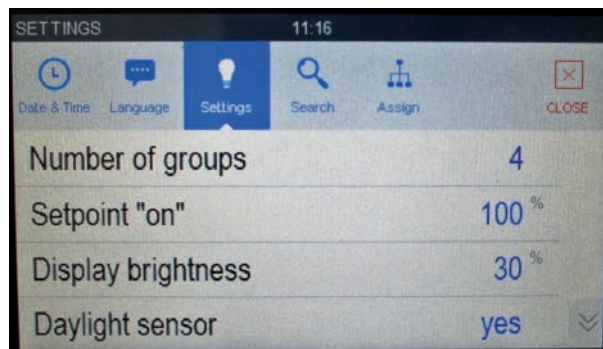 SETTINGS 11:16
Date & Time Language Settings Search Assign CLOSE
Number of groups 4
Setpoint "on" 100 %
Display brightness 30 %
Daylight sensor yes